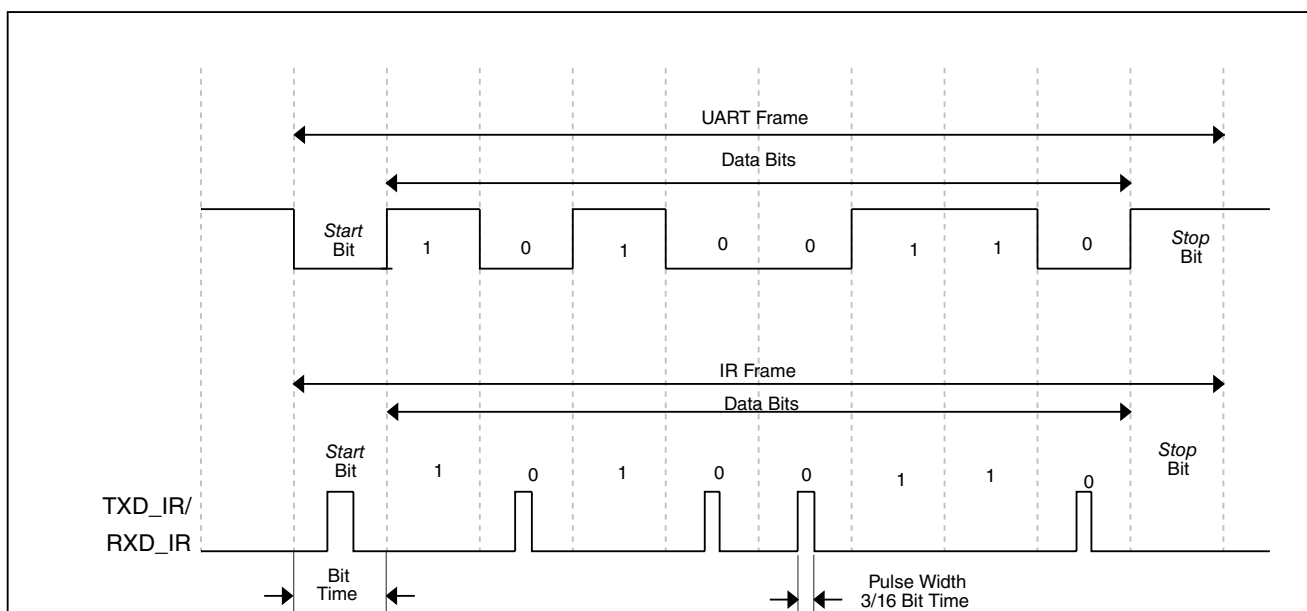 UART Frame
Data Bits
Start
Bit
1
0
1
0
0
1
1
0
Stop
Bit
IR Frame
Data Bits
Start
Bit
1
0
1
0
0
1
1
0
Stop
Bit
TXD_IR/
RXD_IR
Bit
Time
Pulse Width
3/16 Bit Time